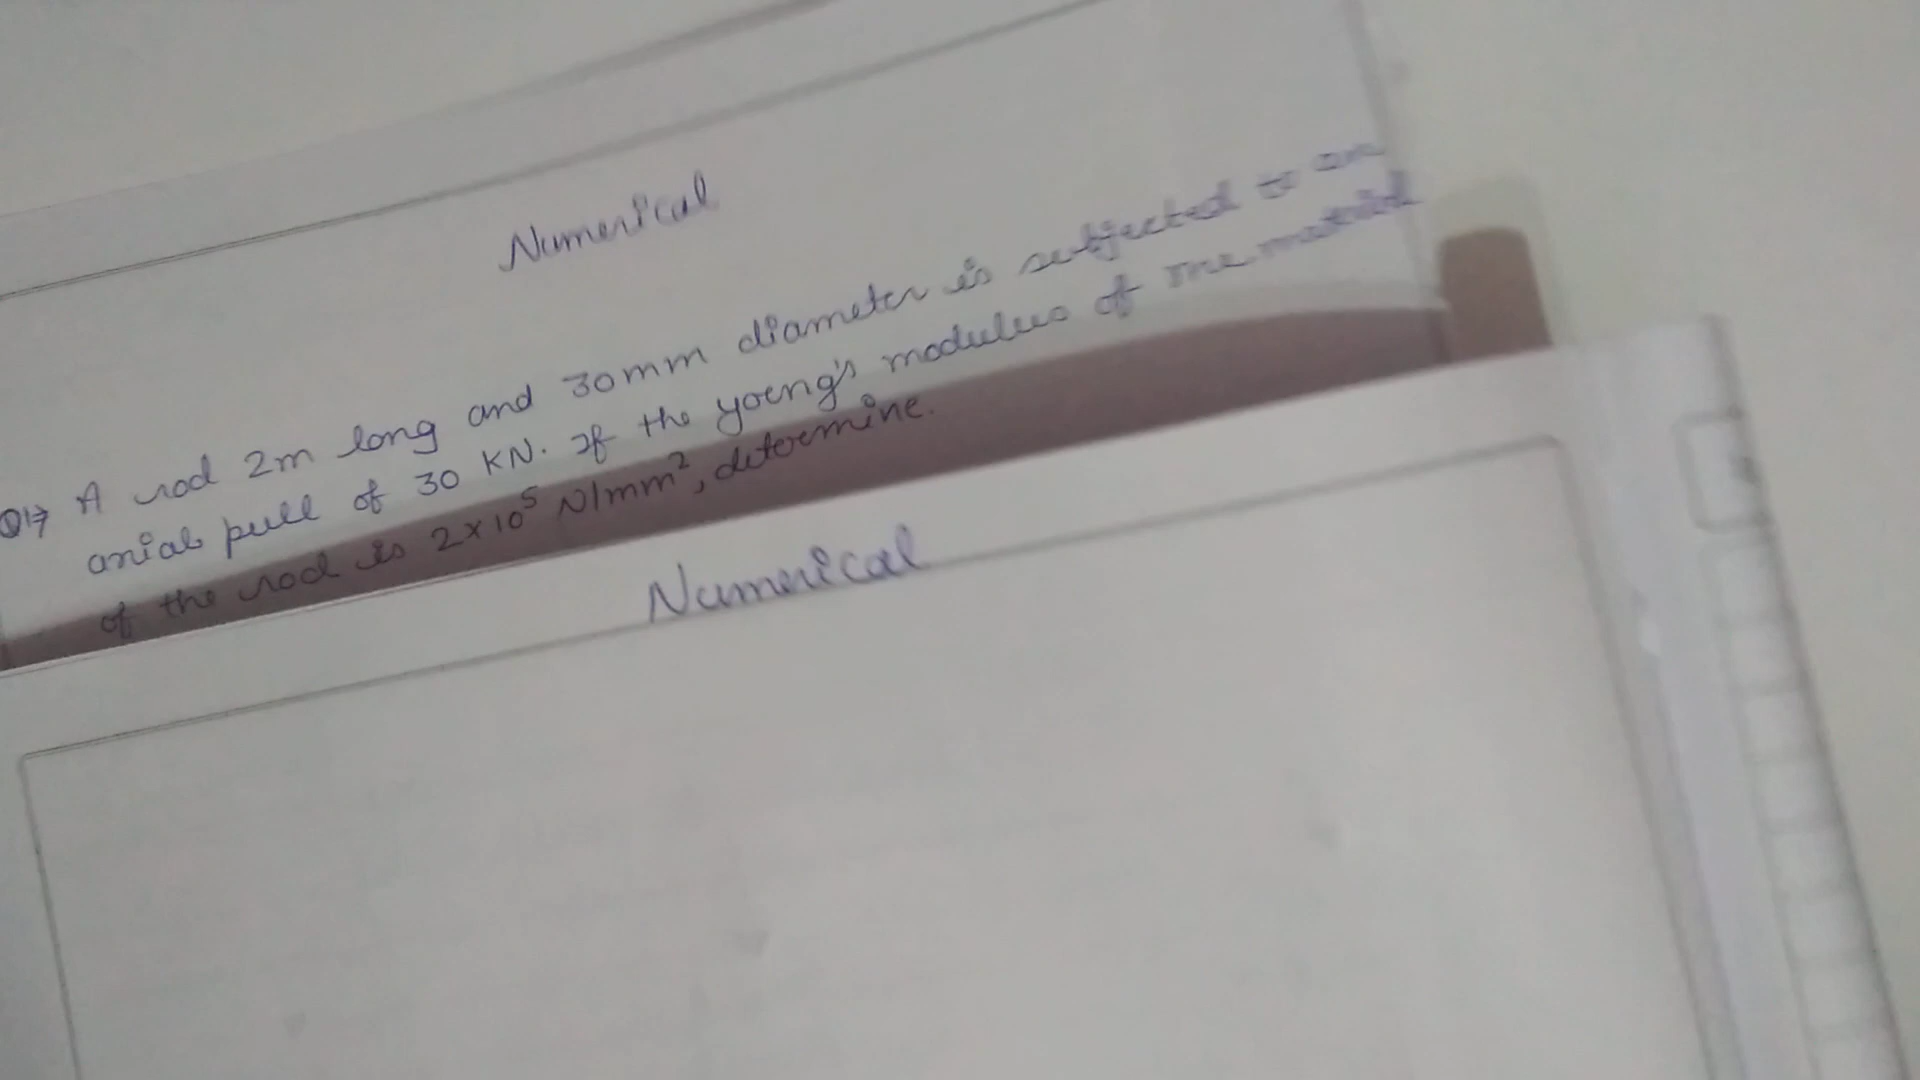 Numerical
Q1→ A rod 2m long and 30mm diameter is subjected to an
axial pull of 30 KN. If the young's modulus of the material
of the rod is 2×10⁵ N/mm², determine.
Numerical